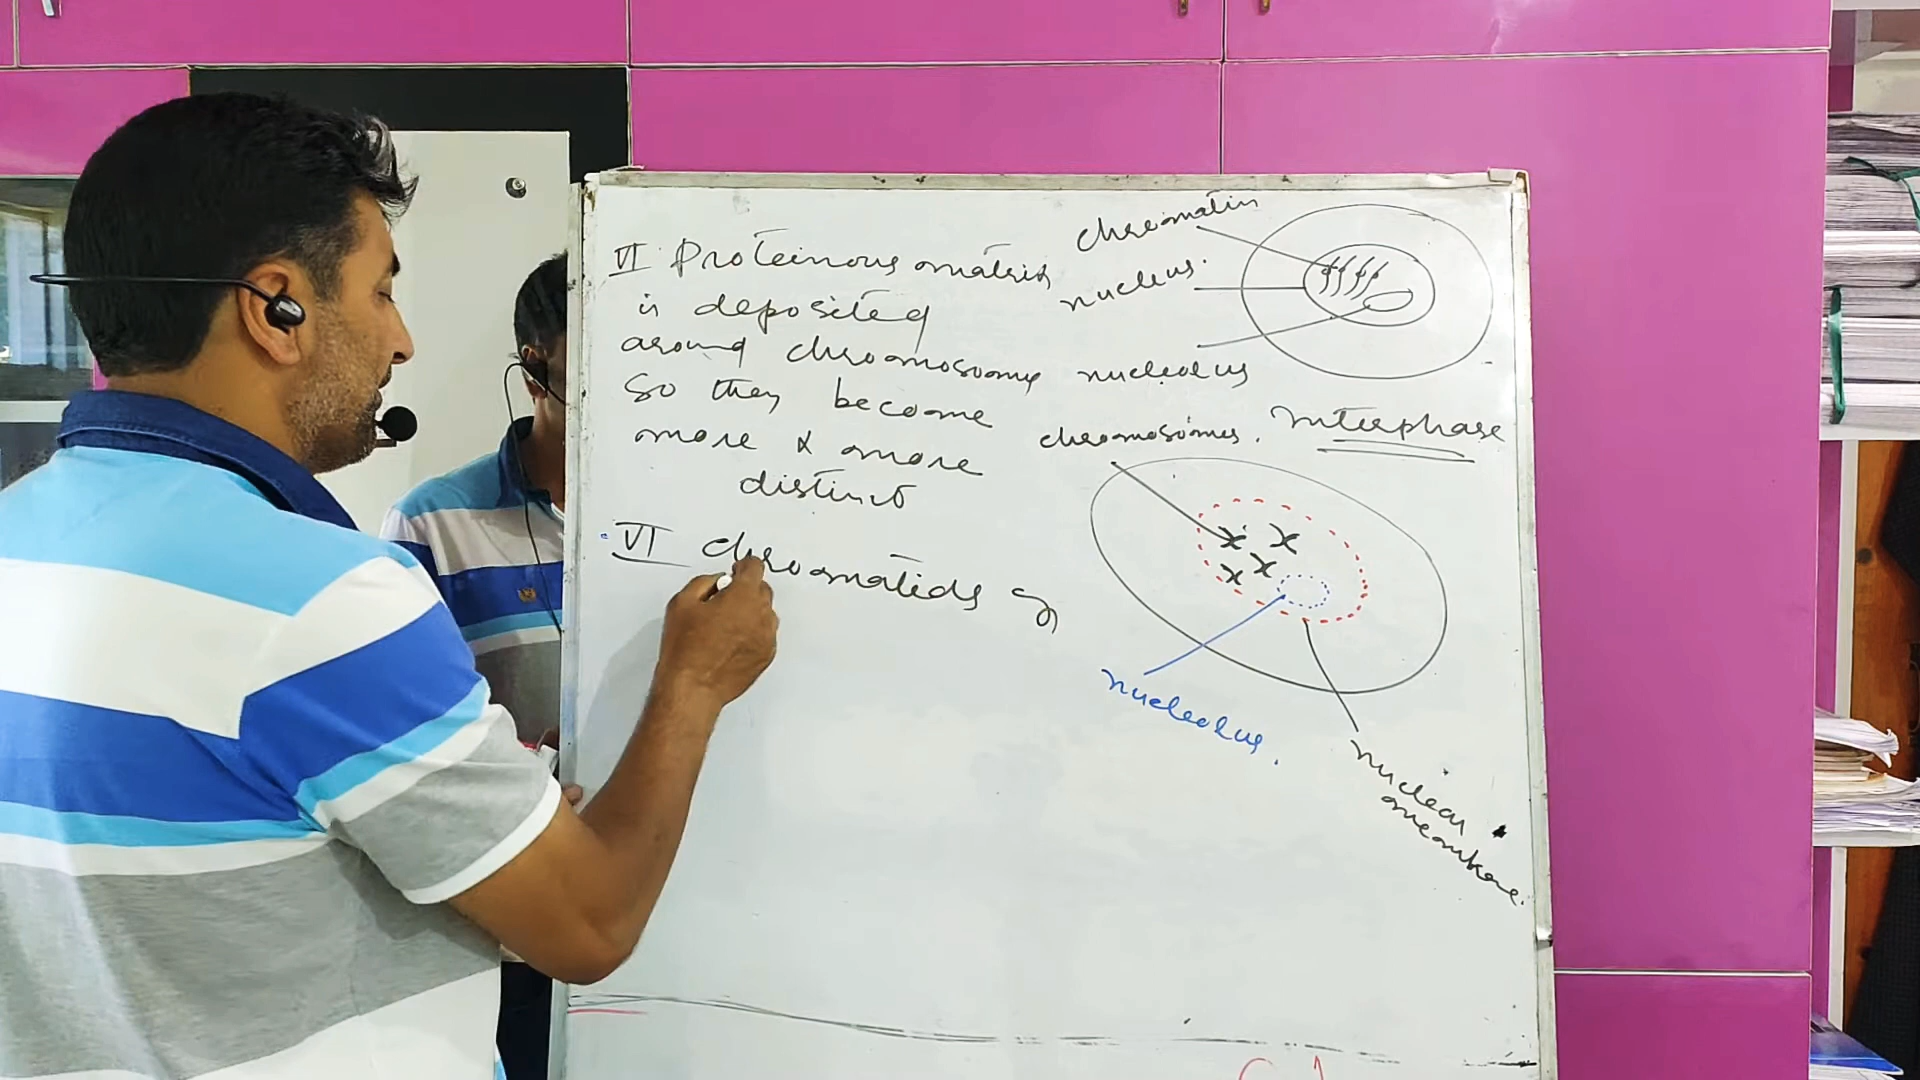 VI Proteinous matrix
is deposited
around chromosomes
so they become
more & more
distinct
VI chromatids of
chromatin
nucleus.
nucleolus
Interphase
chromosomes.
nucleolus.
nuclear
membrane.